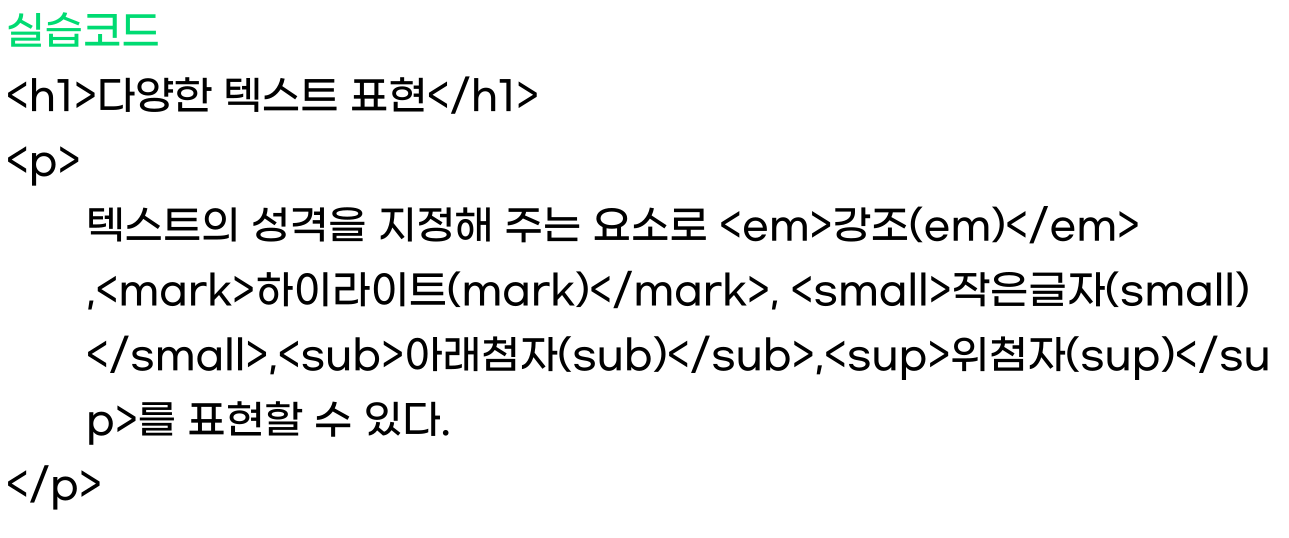 실습코드
<h1>다양한 텍스트 표현</h1>
<p>
텍스트의 성격을 지정해 주는 요소로 <em>강조(em)</em>
,<mark>하이라이트(mark)</mark>, <small>작은글자(small)
</small>,<sub>아래첨자(sub)</sub>,<sup>위첨자(sup)</su
p>를 표현할 수 있다.
</p>